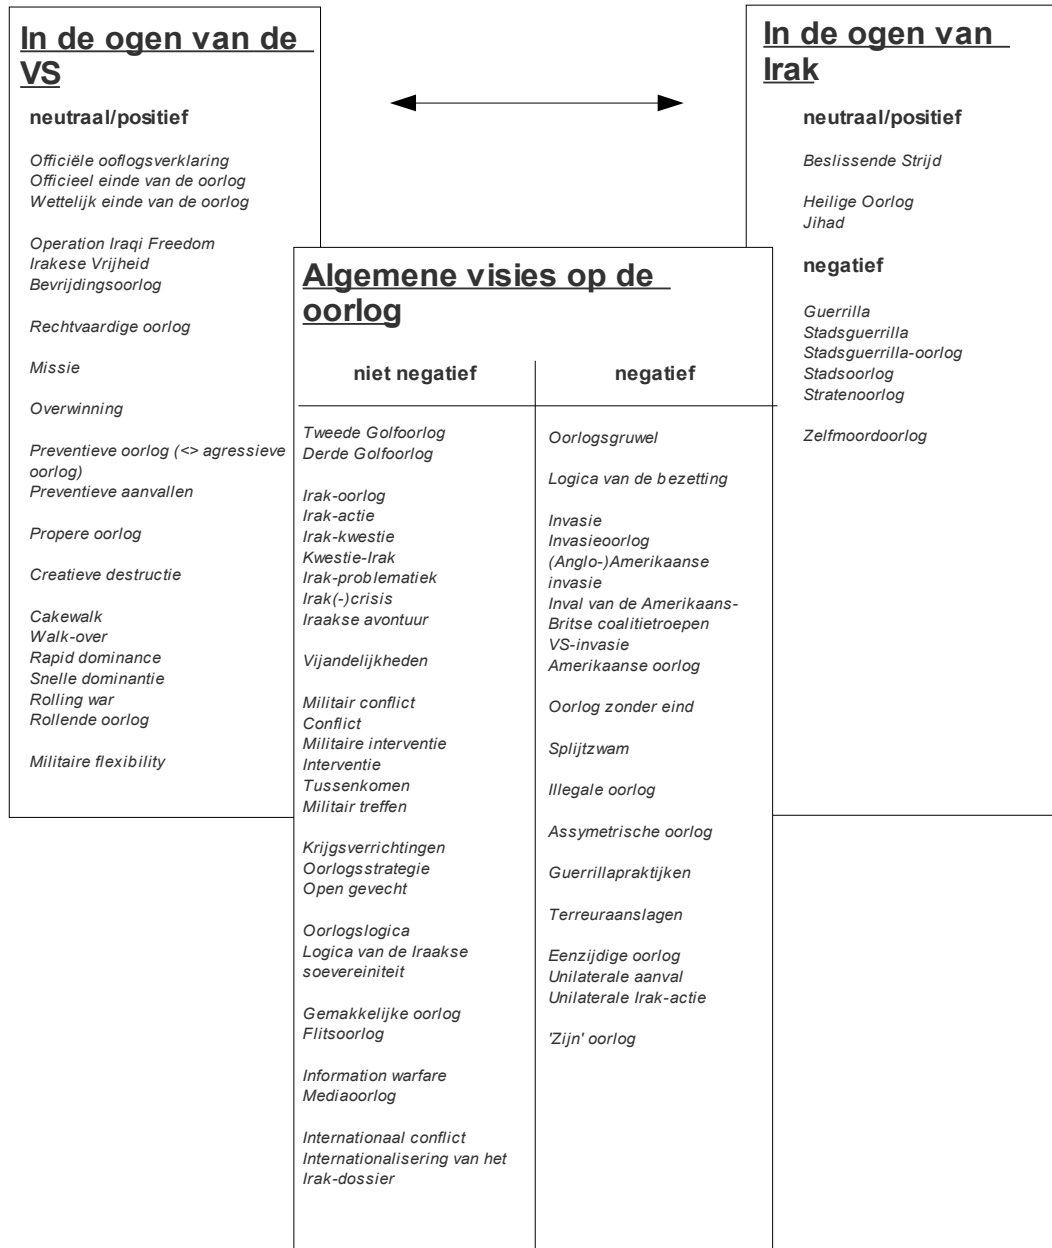 In de ogen van de
VS
neutraal/positief
Officiële ooflogsverklaring
Officieel einde van de oorlog
Wettelijk einde van de oorlog
Operation Iraqi Freedom
Irakese Vrijheid
Bevrijdingsoorlog
Rechtvaardige oorlog
Missie
Overwinning
Preventieve oorlog (<> agressieve
oorlog)
Preventieve aanvallen
Propere oorlog
Creatieve destructie
Cakewalk
Walk-over
Rapid dominance
Snelle dominantie
Rolling war
Rollende oorlog
Militaire flexibility
In de ogen van
Irak
neutraal/positief
Beslissende Strijd
Heilige Oorlog
Jihad
negatief
Guerrilla
Stadsguerrilla
Stadsguerrilla-oorlog
Stadsoorlog
Stratenoorlog
Zelfmoordoorlog
Algemene visies op de
oorlog
niet negatief
Tweede Golfoorlog
Derde Golfoorlog
Irak-oorlog
Irak-actie
Irak-kwestie
Kwestie-Irak
Irak-problematiek
Irak(-)crisis
Iraakse avontuur
Vijandelijkheden
Militair conflict
Conflict
Militaire interventie
Interventie
Tussenkomen
Militair treffen
Krijgsverrichtingen
Oorlogsstrategie
Open gevecht
Oorlogslogica
Logica van de Iraakse
soevereiniteit
Gemakkelijke oorlog
Flitsoorlog
Information warfare
Mediaoorlog
Internationaal conflict
Internationalisering van het
Irak-dossier
negatief
Oorlogsgruwel
Logica van de bezetting
Invasie
Invasieoorlog
(Anglo-)Amerikaanse
invasie
Inval van de Amerikaans-
Britse coalitietroepen
VS-invasie
Amerikaanse oorlog
Oorlog zonder eind
Splijtzwam
Illegale oorlog
Assymetrische oorlog
Guerrillapraktijken
Terreuraanslagen
Eenzijdige oorlog
Unilaterale aanval
Unilaterale Irak-actie
'Zijn' oorlog